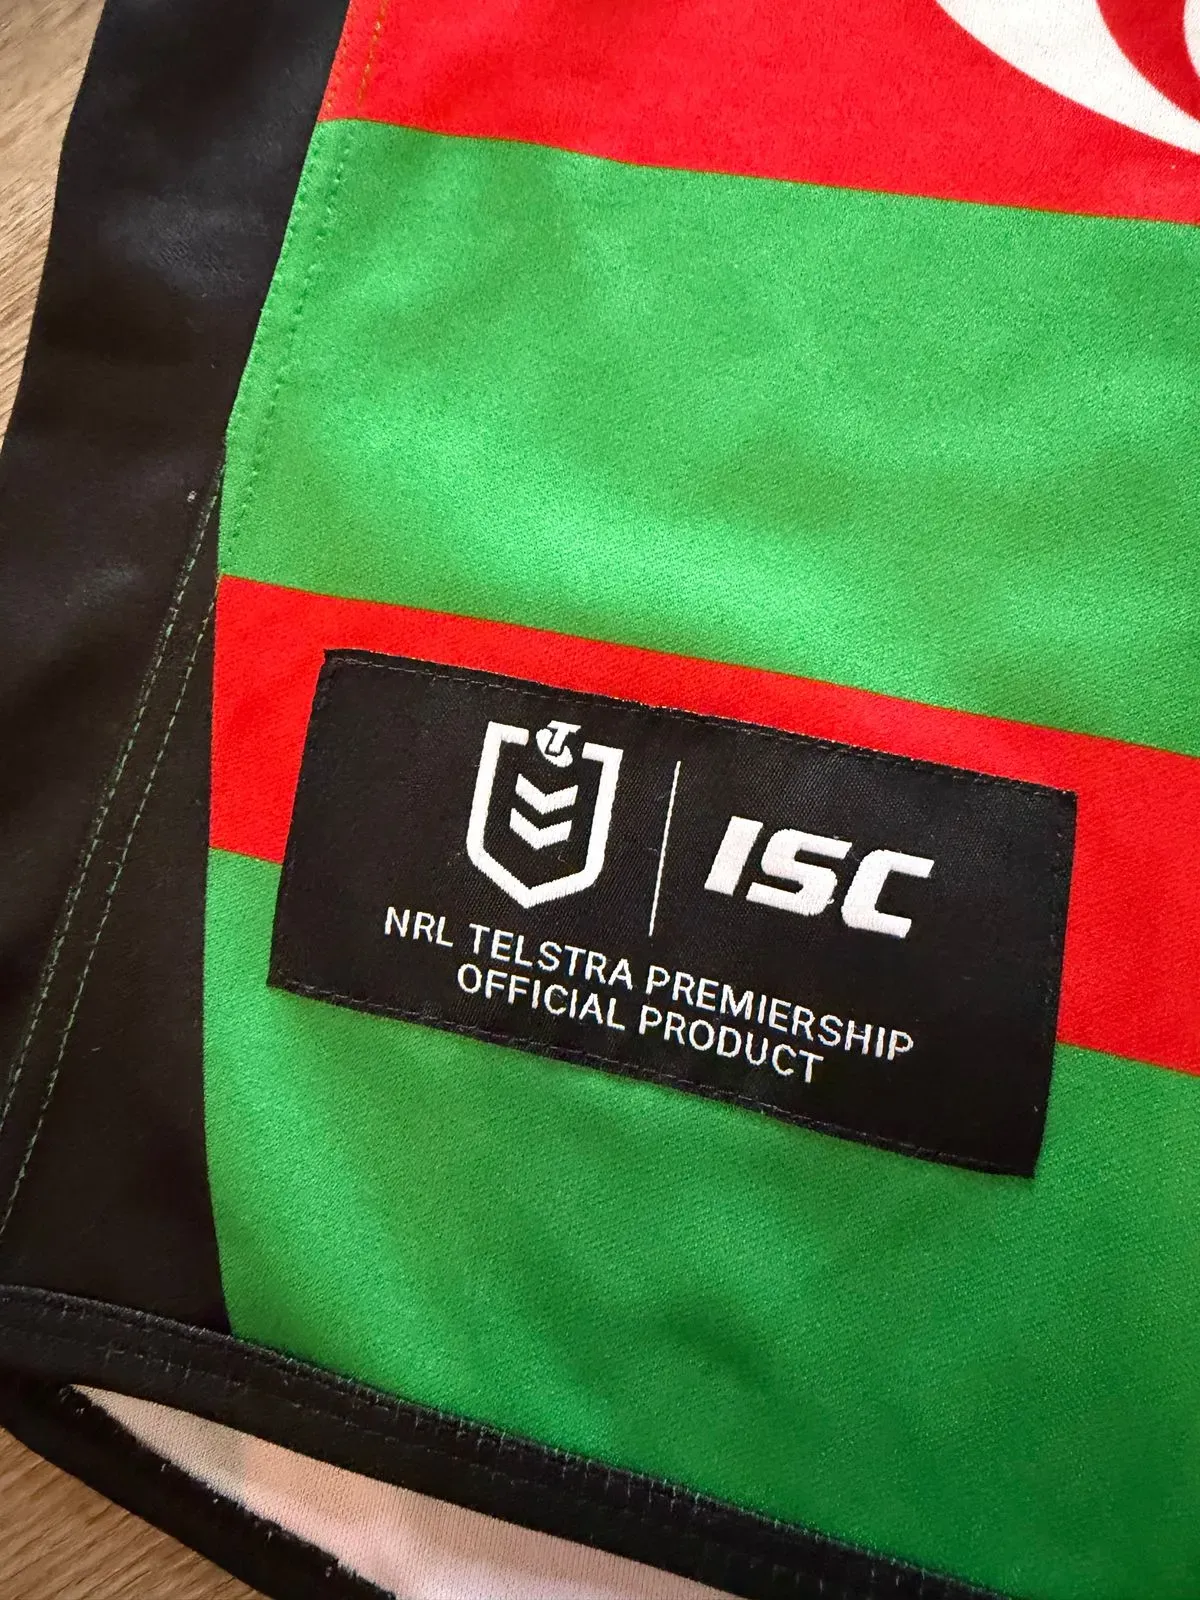 ISC
NRL TELSTRA PREMIERSHIP
OFFICIAL PRODUCT